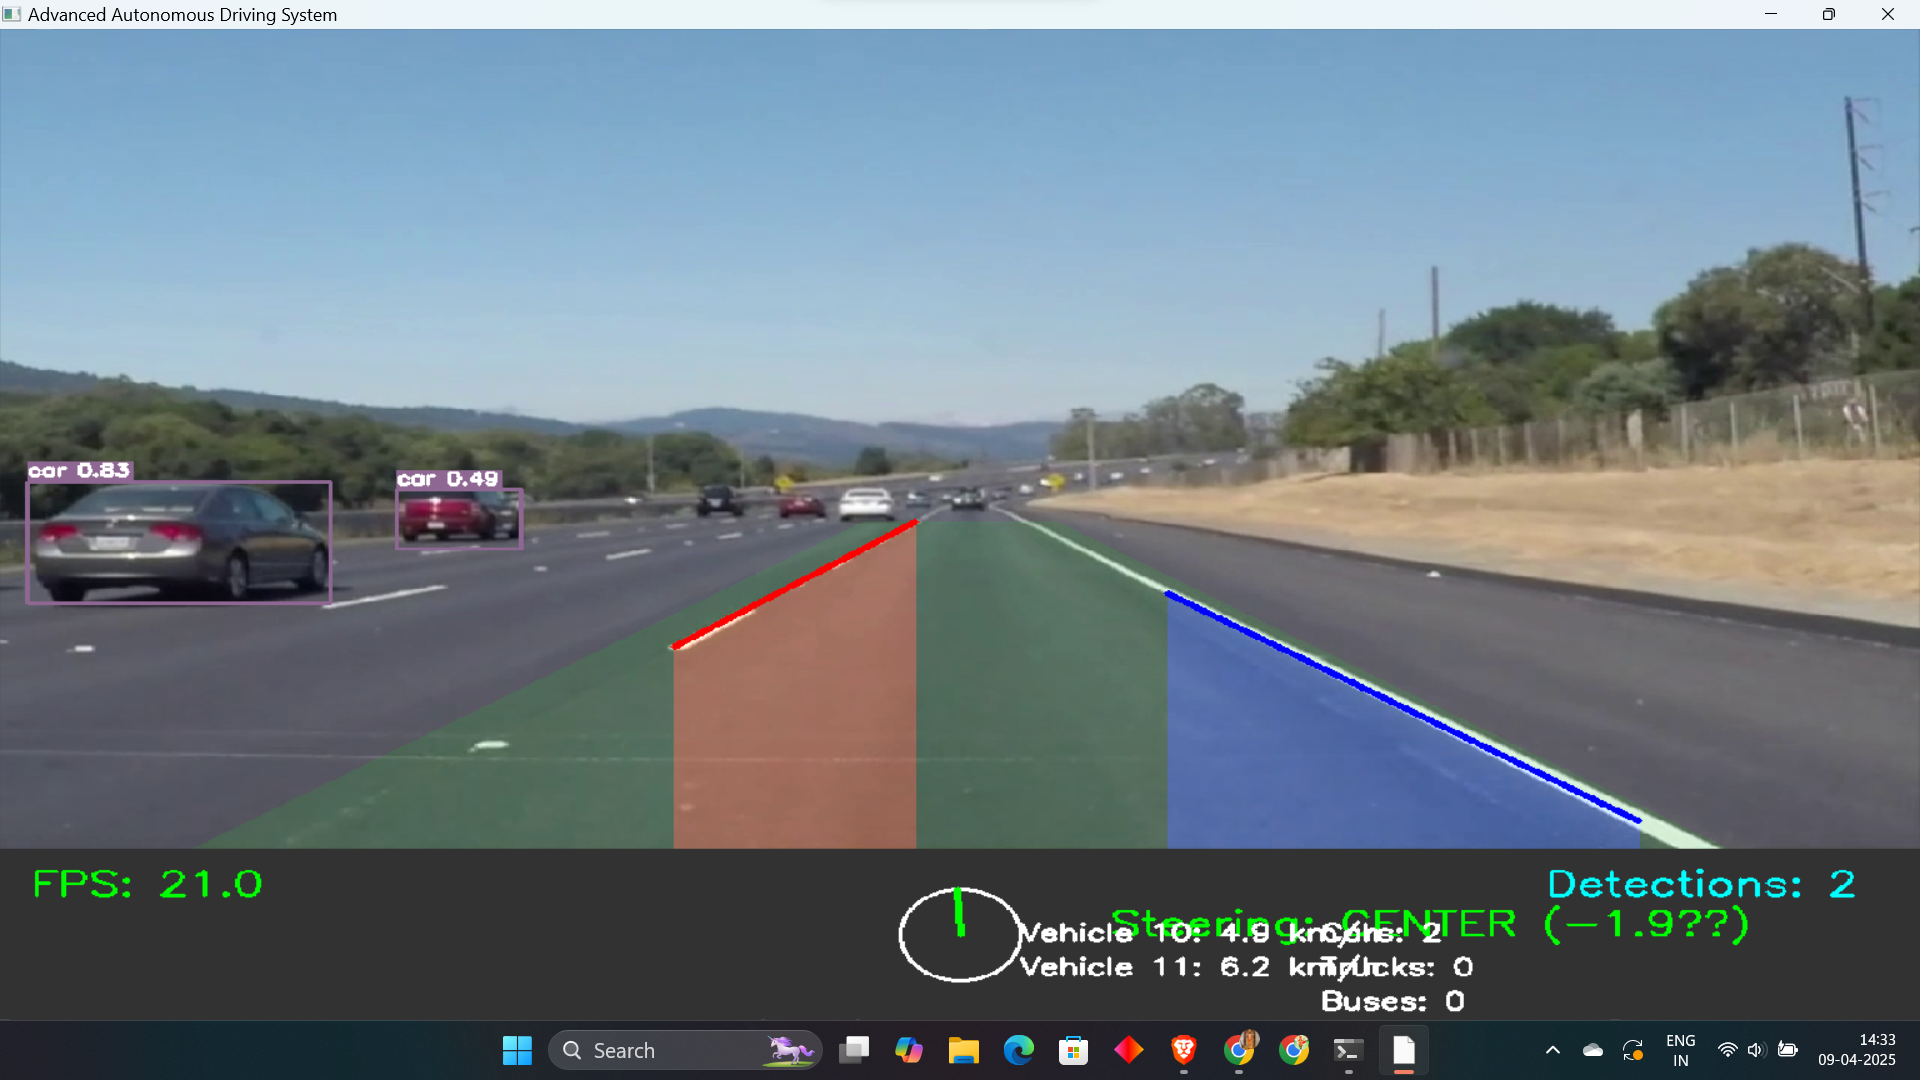 Advanced Autonomous Driving System
car 0.83
car 0.49
FPS: 21.0
Detections: 2
Steering: CENTER (-1.9??)
Vehicle 10: 4.9 km/h
Cars: 2
Vehicle 11: 6.2 km/h
Trucks: 0
Buses: 0
Search
ENG
IN
14:33
09-04-2025